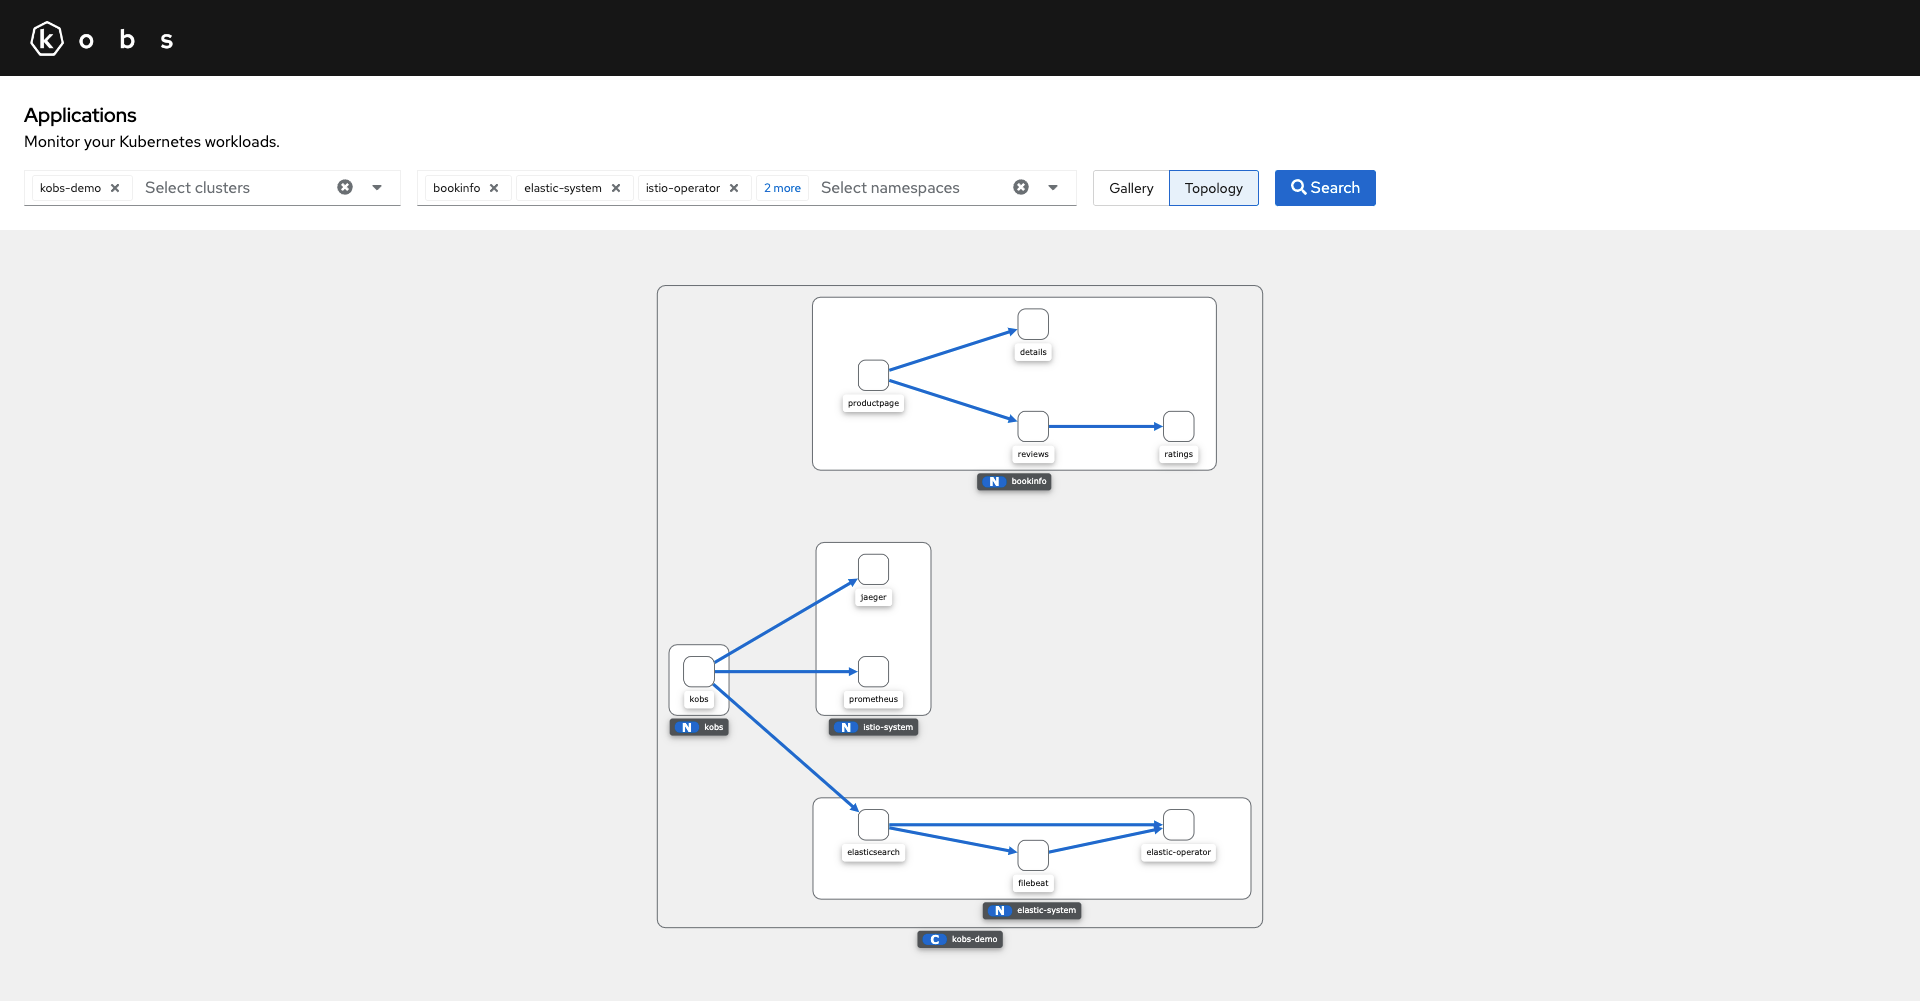 k o b s
Applications
Monitor your Kubernetes workloads.
kobs-demo Select clusters
bookinfo elastic-system istio-operator 2 more Select namespaces
Gallery Topology
Search
details
productpage
reviews
ratings
N bookinfo
jaeger
kobs
prometheus
N kobs
N istio-system
elasticsearch
elastic-operator
filebeat
N elastic-system
C kobs-demo